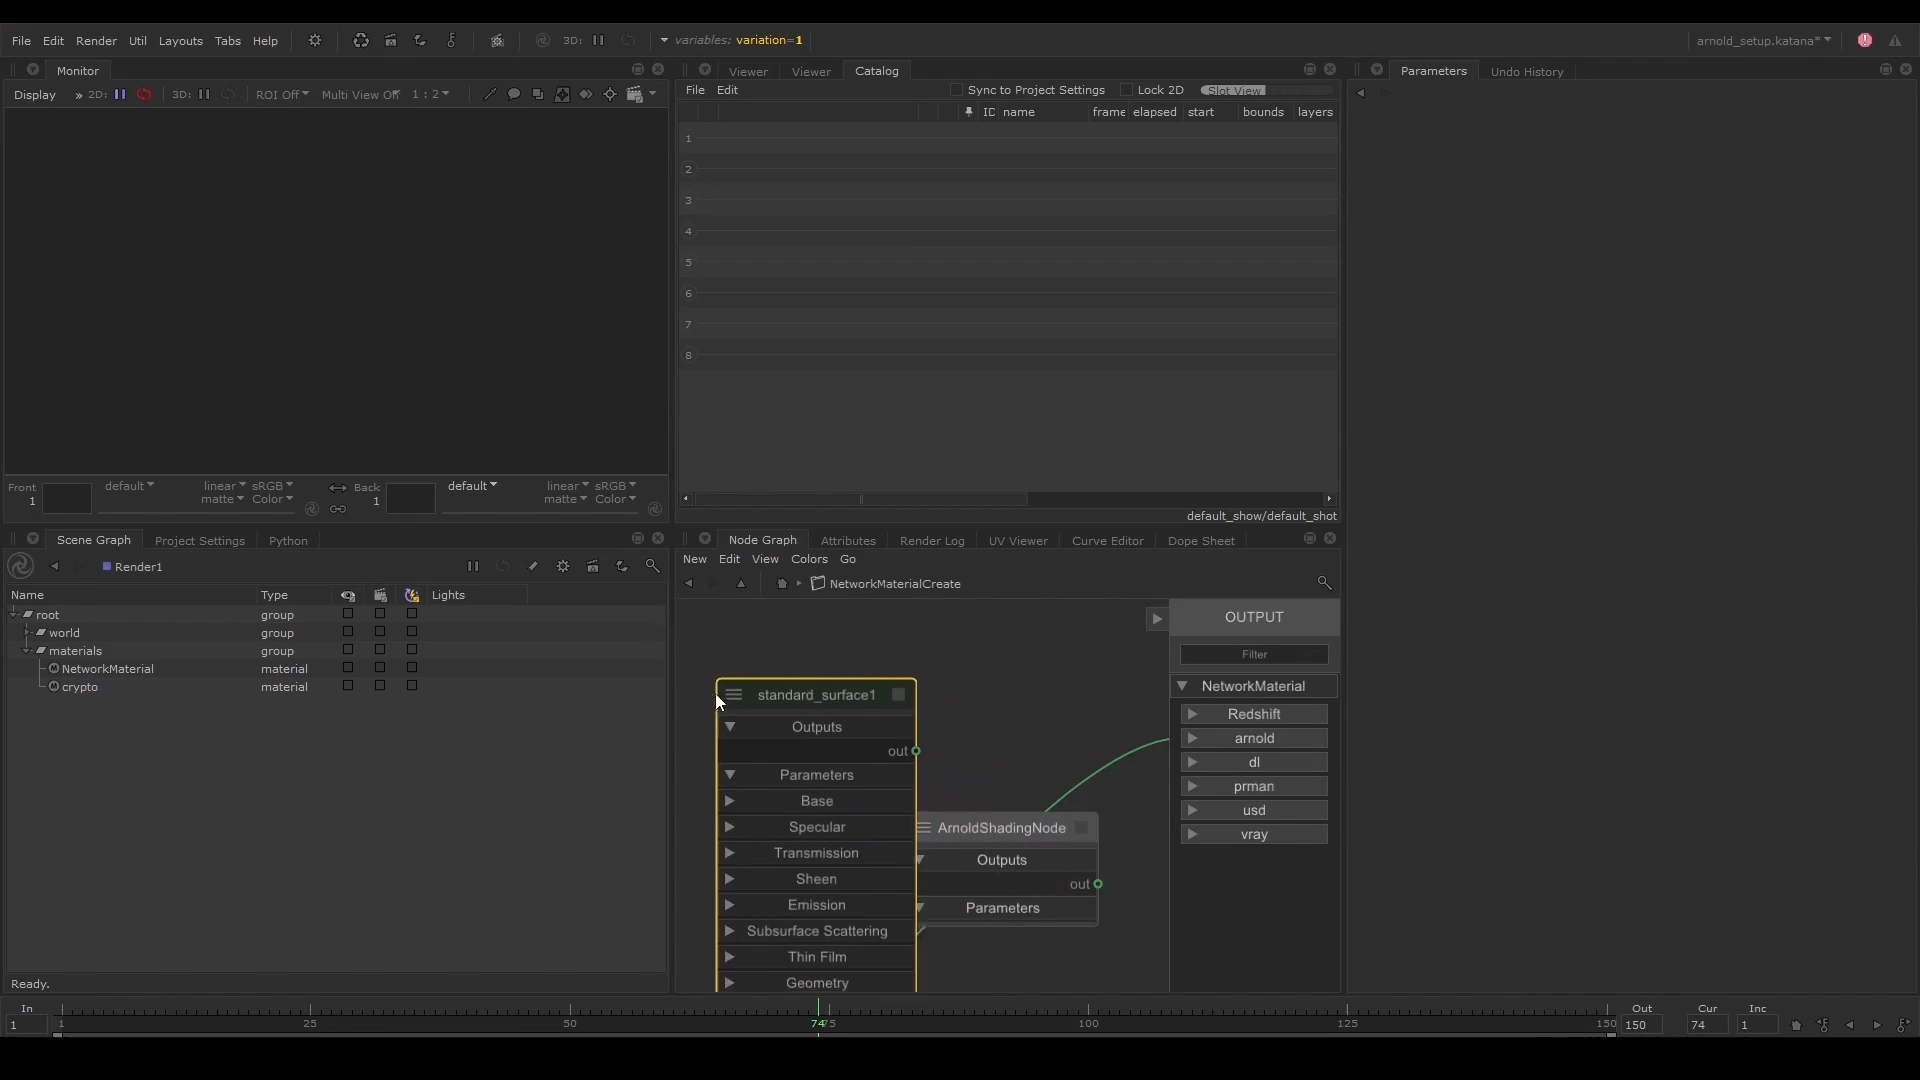 File Edit Render Util Layouts Tabs Help 3D: variables: variation=1 arnold_setup.katana*
Monitor
Display » 2D: 3D: ROI Off Multi View Off 1 : 2
Front
1
default
linear sRGB
matte Color
Back
1
default
linear sRGB
matte Color
Viewer Viewer Catalog
File Edit Sync to Project Settings Lock 2D Slot View
ID name frame elapsed start bounds layers
1
2
3
4
5
6
7
8
default_show/default_shot
Parameters Undo History
Scene Graph Project Settings Python
Render1
Name Type Lights
root group
world group
materials group
NetworkMaterial material
crypto material
Ready.
Node Graph Attributes Render Log UV Viewer Curve Editor Dope Sheet
New Edit View Colors Go
NetworkMaterialCreate
standard_surface1
Outputs
out
Parameters
Base
Specular
Transmission
Sheen
Emission
Subsurface Scattering
Thin Film
Geometry
ArnoldShadingNode
Outputs
out
Parameters
OUTPUT
Filter
NetworkMaterial
Redshift
arnold
dl
prman
usd
vray
In
1
1 25 50 74 75 100 125 150
Out
150
Cur
74
Inc
1